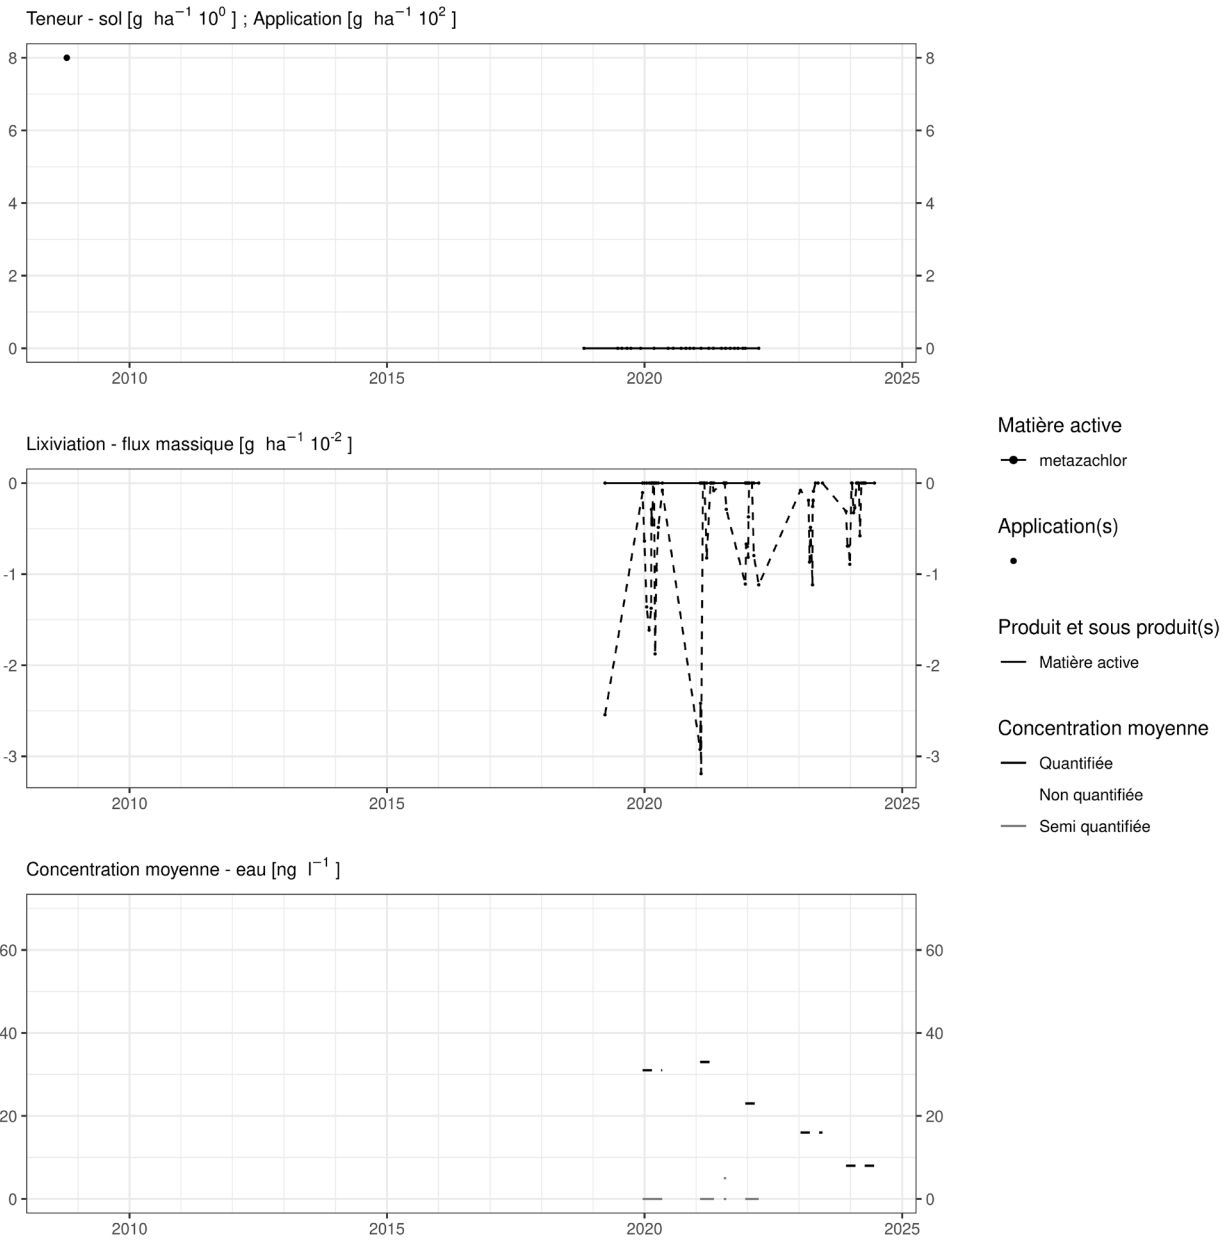 Teneur - sol [g ha⁻¹ 10⁰ ] ; Application [g ha⁻¹ 10² ]
8 8
6 6
4 4
2 2
0 0
2010 2015 2020 2025
Lixiviation - flux massique [g ha⁻¹ 10⁻² ]
0 0
-1 -1
-2 -2
-3 -3
2010 2015 2020 2025
Concentration moyenne - eau [ng l⁻¹ ]
60 60
40 40
20 20
0 0
2010 2015 2020 2025
Matière active
metazachlor
Application(s)
Produit et sous produit(s)
Matière active
Concentration moyenne
Quantifiée
Non quantifiée
Semi quantifiée